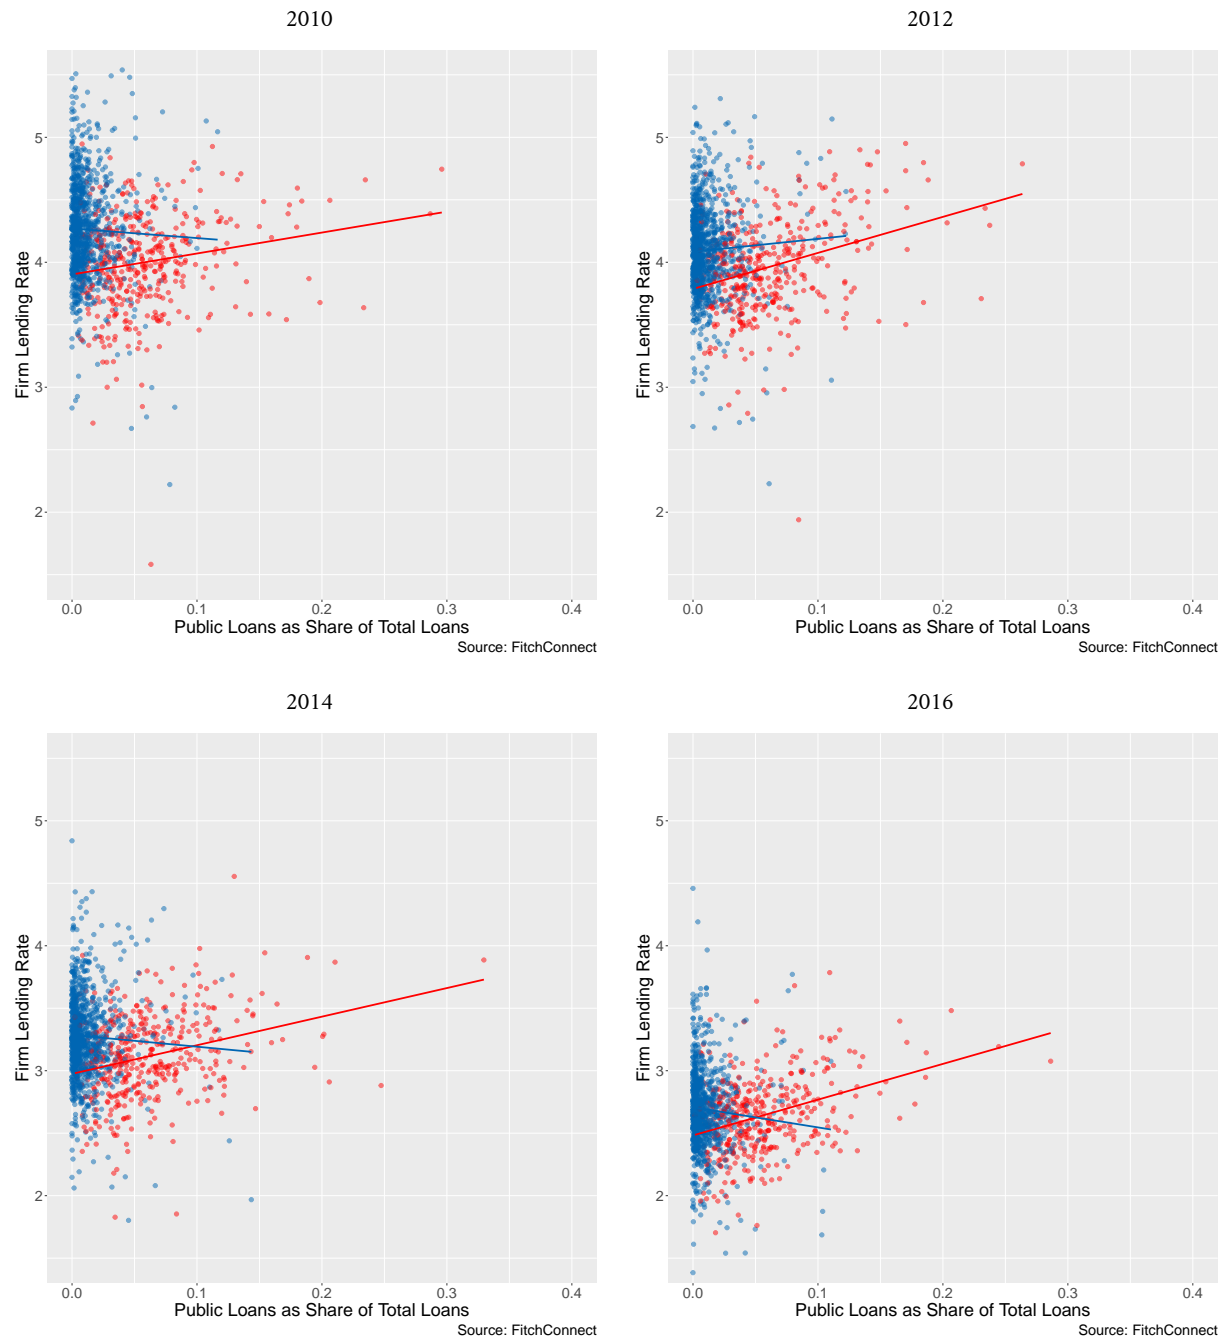 2010
5
4
3
2
Firm Lending Rate
0.0 0.1 0.2 0.3 0.4
Public Loans as Share of Total Loans
Source: FitchConnect
2012
5
4
3
2
Firm Lending Rate
0.0 0.1 0.2 0.3 0.4
Public Loans as Share of Total Loans
Source: FitchConnect
2014
5
4
3
2
Firm Lending Rate
0.0 0.1 0.2 0.3 0.4
Public Loans as Share of Total Loans
Source: FitchConnect
2016
5
4
3
2
Firm Lending Rate
0.0 0.1 0.2 0.3 0.4
Public Loans as Share of Total Loans
Source: FitchConnect